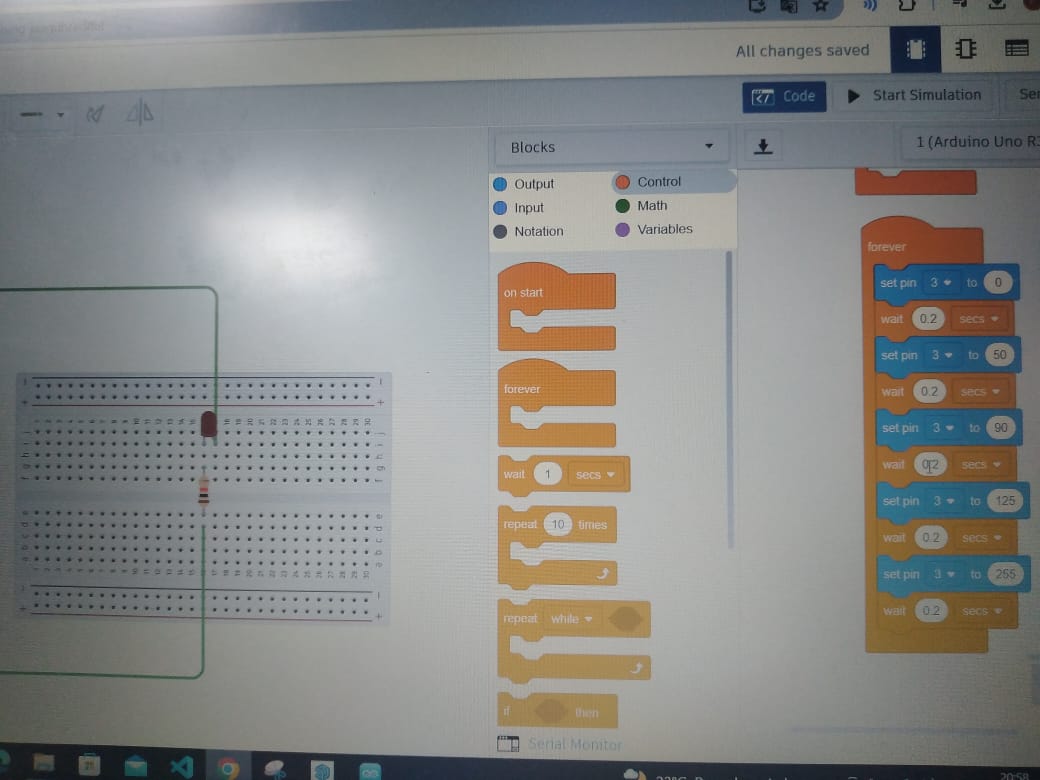 All changes saved
Code
Start Simulation
Blocks
1 (Arduino Uno R3
Output
Control
Input
Math
Notation
Variables
on start
forever
wait 1 secs
repeat 10 times
repeat while
if then
Serial Monitor
forever
set pin 3 to 0
wait 0.2 secs
set pin 3 to 50
wait 0.2 secs
set pin 3 to 90
wait 0.2 secs
set pin 3 to 125
wait 0.2 secs
set pin 3 to 255
wait 0.2 secs
20:58